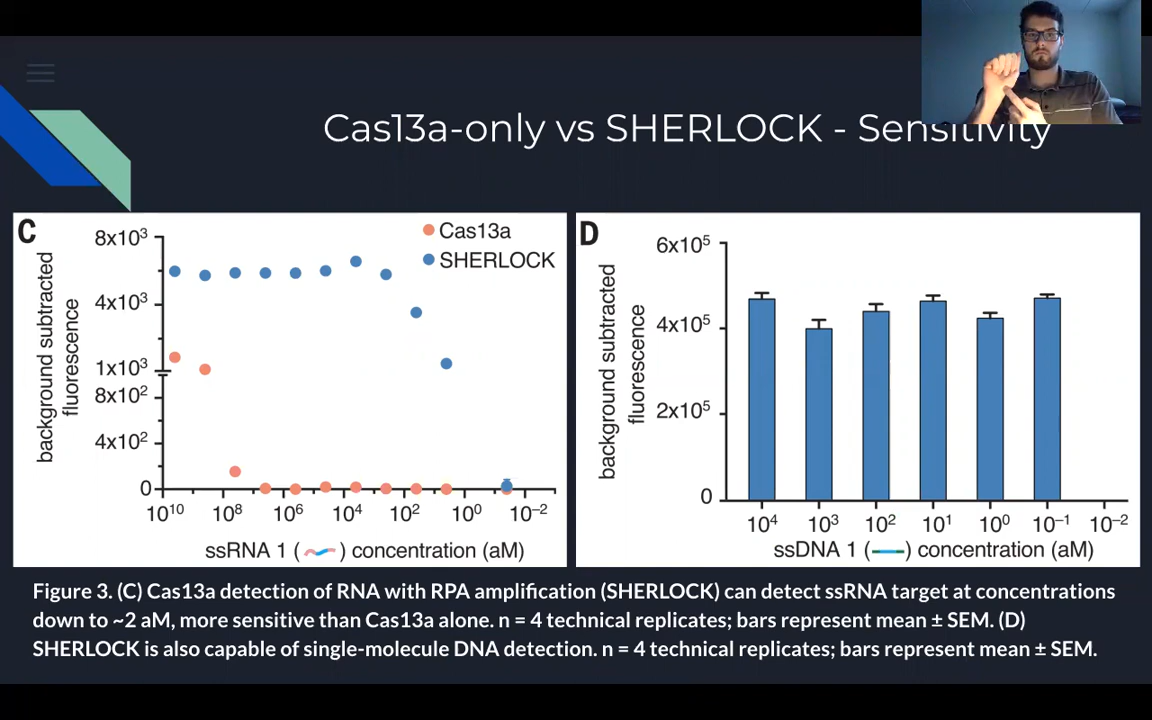 Cas13a-only vs SHERLOCK - Sensitivity
C
8x10³
4x10³
1x10³
8x10²
4x10²
0
background subtracted
fluorescence
Cas13a
SHERLOCK
10¹⁰ 10⁸ 10⁶ 10⁴ 10² 10⁰ 10⁻²
ssRNA 1 ( ) concentration (aM)
D
6x10⁵
4x10⁵
2x10⁵
0
background subtracted
fluorescence
10⁴ 10³ 10² 10¹ 10⁰ 10⁻¹ 10⁻²
ssDNA 1 ( ) concentration (aM)
Figure 3. (C) Cas13a detection of RNA with RPA amplification (SHERLOCK) can detect ssRNA target at concentrations
down to ~2 aM, more sensitive than Cas13a alone. n = 4 technical replicates; bars represent mean ± SEM. (D)
SHERLOCK is also capable of single-molecule DNA detection. n = 4 technical replicates; bars represent mean ± SEM.